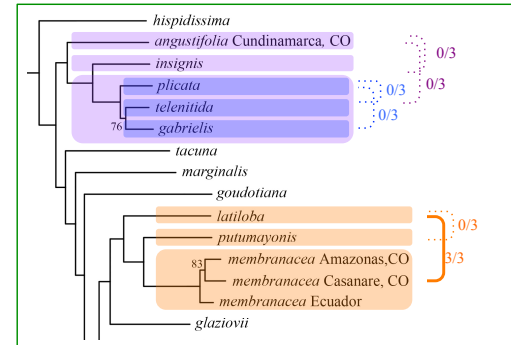 hispidissima
angustifolia Cundinamarca, CO
0/3
insignis
0/3
plicata
0/3
telenitida
0/3
76
gabrielis
tacuna
marginalis
goudotiana
latiloba
0/3
putumayonis
83
membranacea Amazonas,CO
3/3
membranacea Casanare, CO
membranacea Ecuador
glaziovii